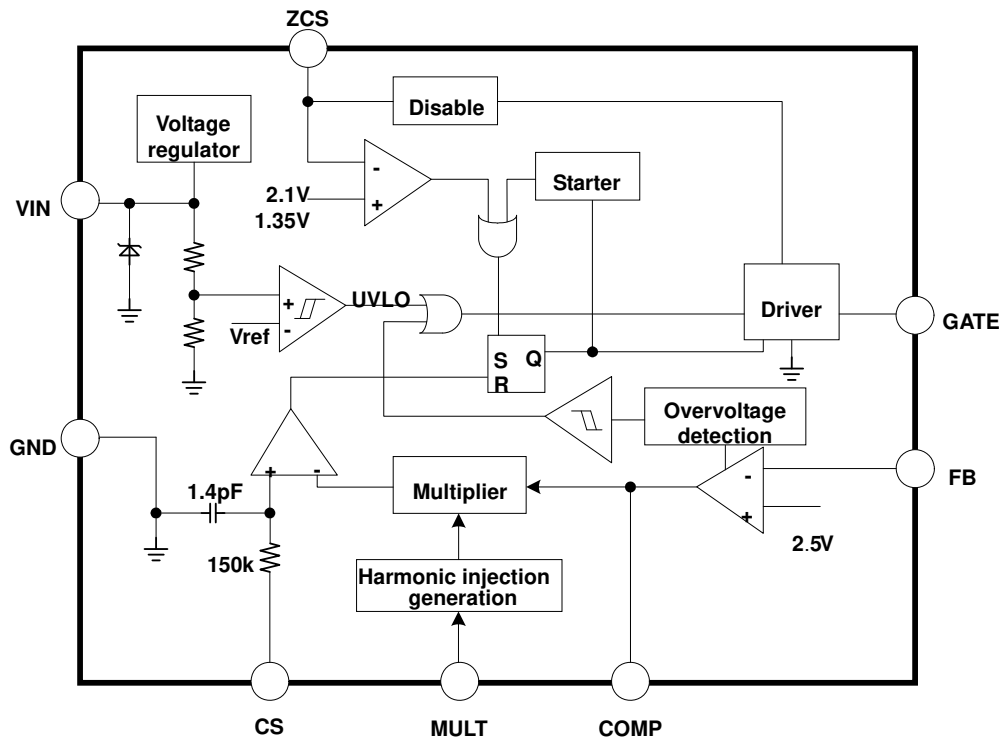 ZCS
Disable
Voltage
regulator
-
+
2.1V
1.35V
Starter
VIN
+
-
UVLO
Vref
Driver
GATE
S Q
R
Overvoltage
detection
GND
+ -
1.4pF
Multiplier
-
+
FB
2.5V
150k
Harmonic injection
generation
CS
MULT
COMP